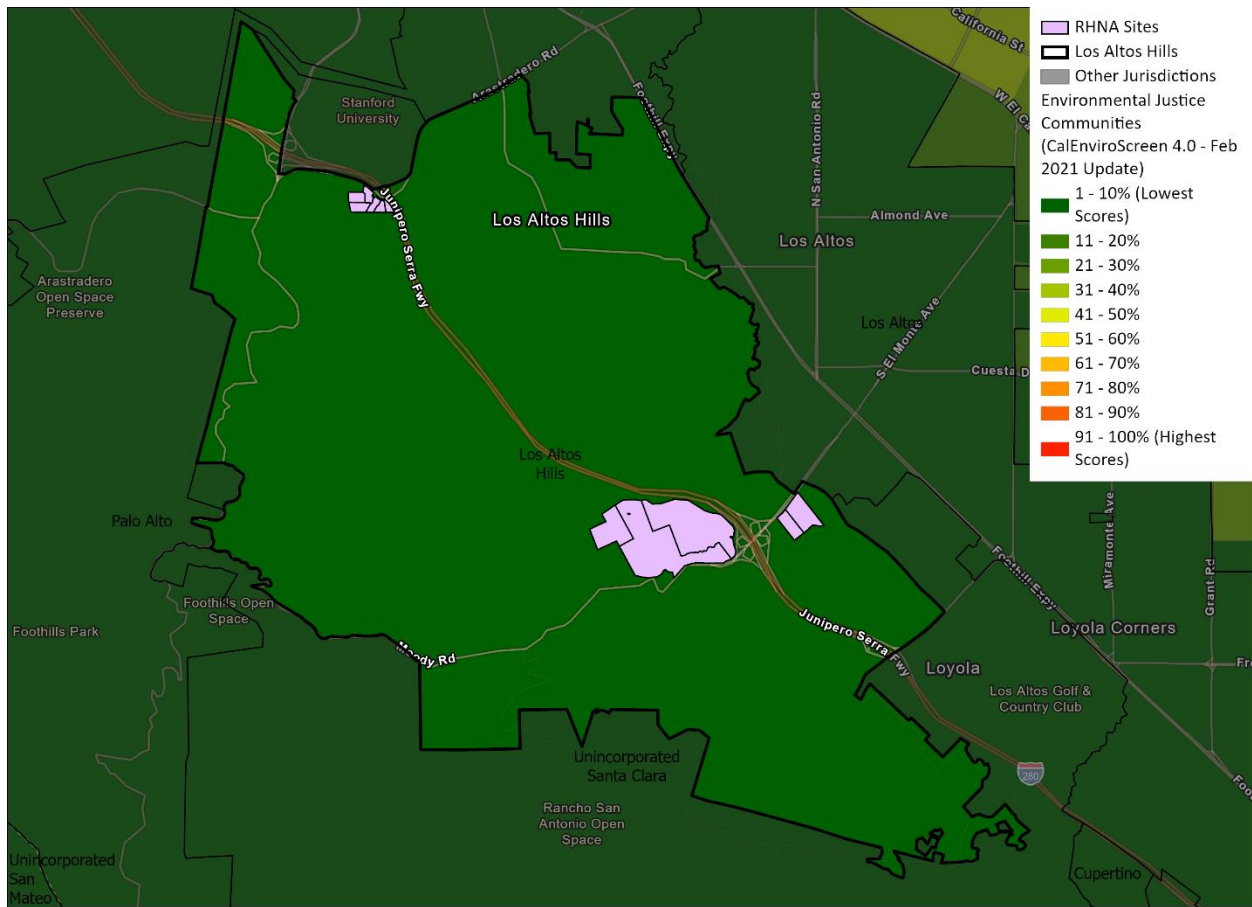 RHNA Sites
Los Altos Hills
Other Jurisdictions
Environmental Justice
Communities
(CalEnviroScreen 4.0 - Feb
2021 Update)
1 - 10% (Lowest
Scores)
11 - 20%
21 - 30%
31 - 40%
41 - 50%
51 - 60%
61 - 70%
71 - 80%
81 - 90%
91 - 100% (Highest
Scores)
California St
W El Ca
Arastradero Rd
Stanford
University
Foothill Expy
N San Antonio Rd
Junipero Serra Fwy
Los Altos Hills
Almond Ave
Los Altos
Arastradero
Open Space
Preserve
Los Altos
S El Monte Ave
Cuesta D
Los Altos
Hills
Palo Alto
Foothills Open
Space
Foothills Park
Moody Rd
Junipero Serra Fwy
Foothill Expy
Miramonte Ave
Grant Rd
Loyola Corners
Fre
Loyola
Los Altos Golf &
Country Club
Unincorporated
Santa Clara
280
Foo
Rancho San
Antonio Open
Space
Unincorporated
San
Mateo
Cupertino